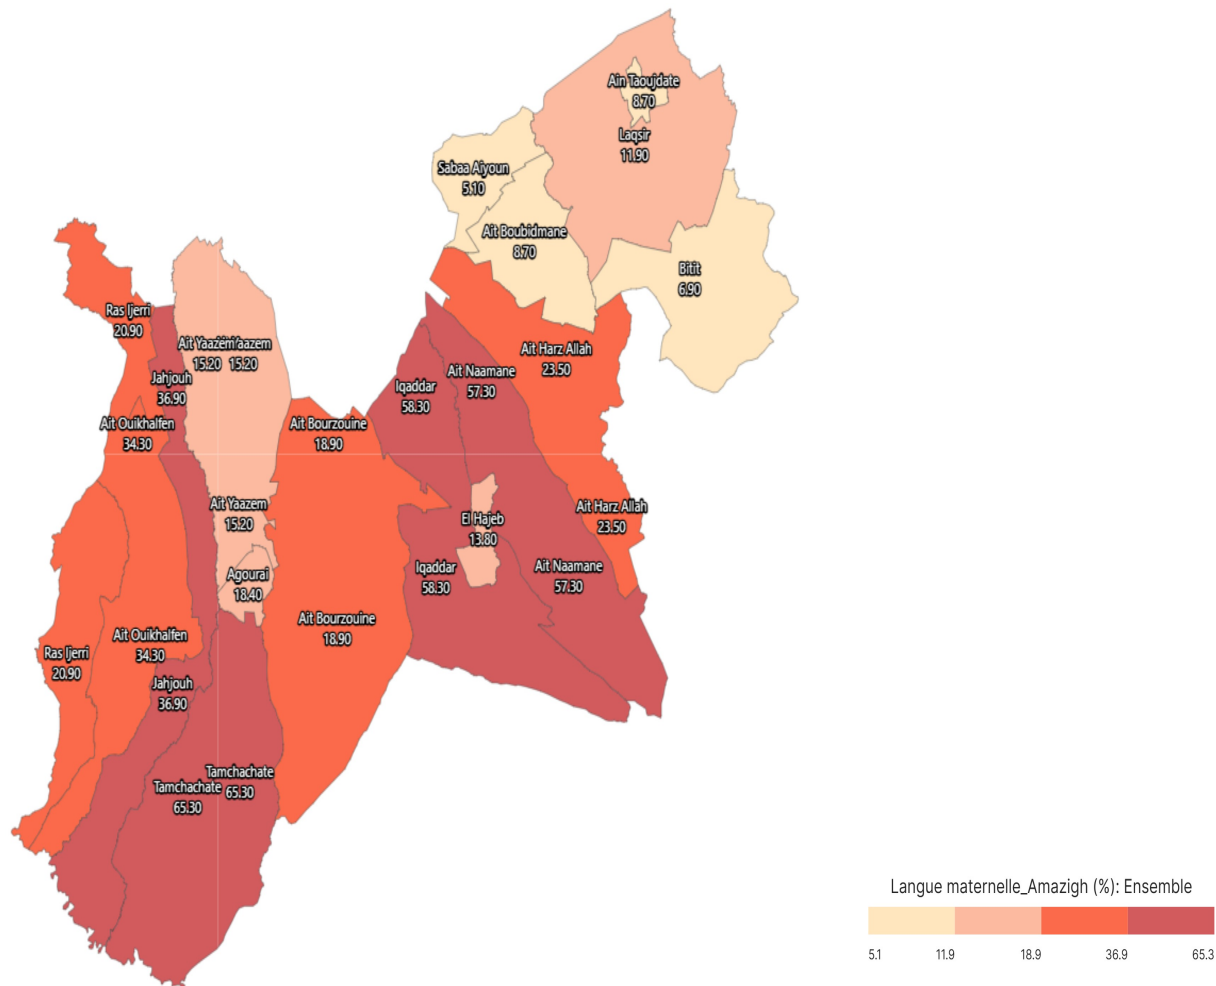 Ain Taoujdate
8.70
Laqsir
11.90
Sabaa Aiyoun
5.10
Ait Boubidmane
8.70
Bitit
6.90
Ras Ijerri
20.90
Ait Yaazem
15.20
15.20
Jahjouh
36.90
Ait Harz Allah
23.50
Ait Naamane
57.30
Iqaddar
58.30
Ait Ouikhalfen
34.30
Ait Bourzouine
18.90
Ait Yaazem
15.20
El Hajeb
13.80
Ait Harz Allah
23.50
Agourai
18.40
Iqaddar
58.30
Ait Naamane
57.30
Ait Bourzouine
18.90
Ait Ouikhalfen
34.30
Ras Ijerri
20.90
Jahjouh
36.90
Tamchachate
65.30
Tamchachate
65.30
Langue maternelle_Amazigh (%): Ensemble
5.1 11.9 18.9 36.9 65.3